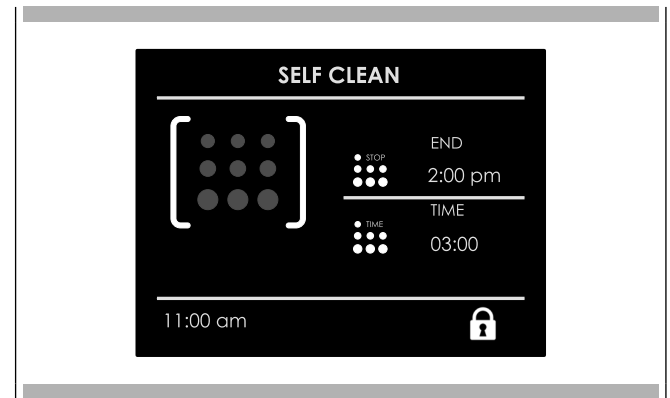 SELF CLEAN
STOP
END
2:00 pm
TIME
TIME
03:00
11:00 am